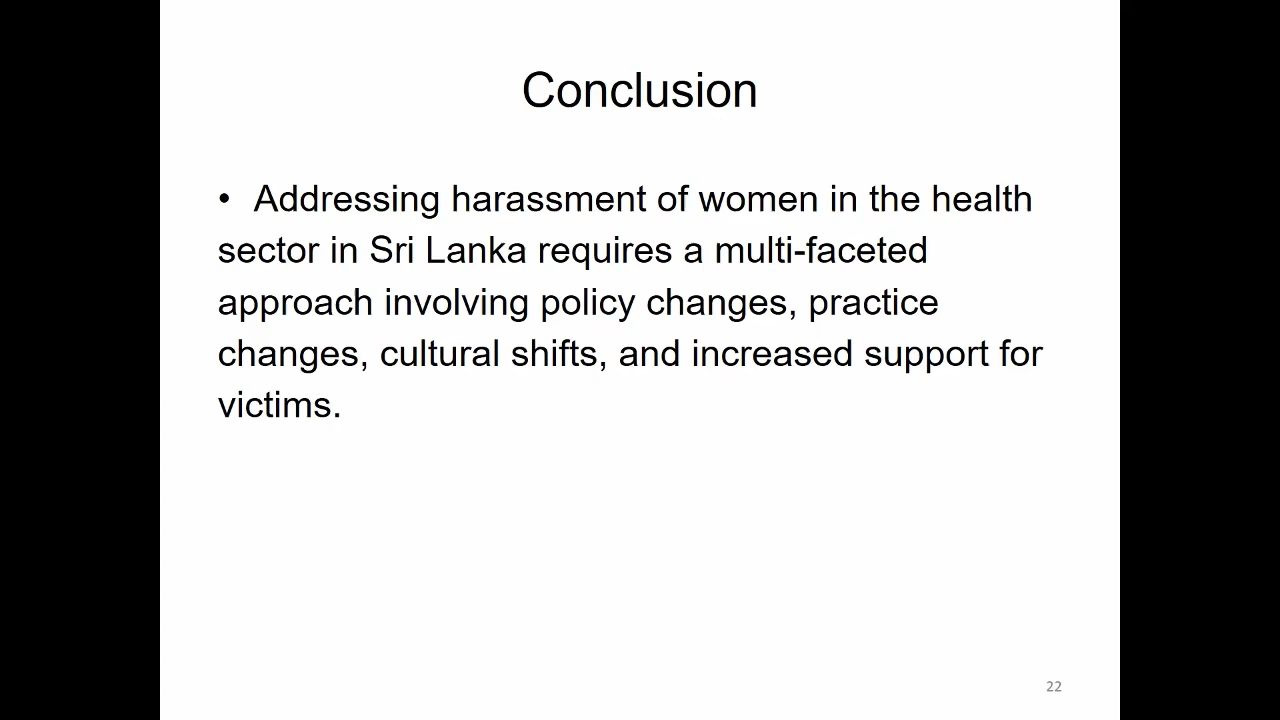 Conclusion
• Addressing harassment of women in the health
sector in Sri Lanka requires a multi-faceted
approach involving policy changes, practice
changes, cultural shifts, and increased support for
victims.
22